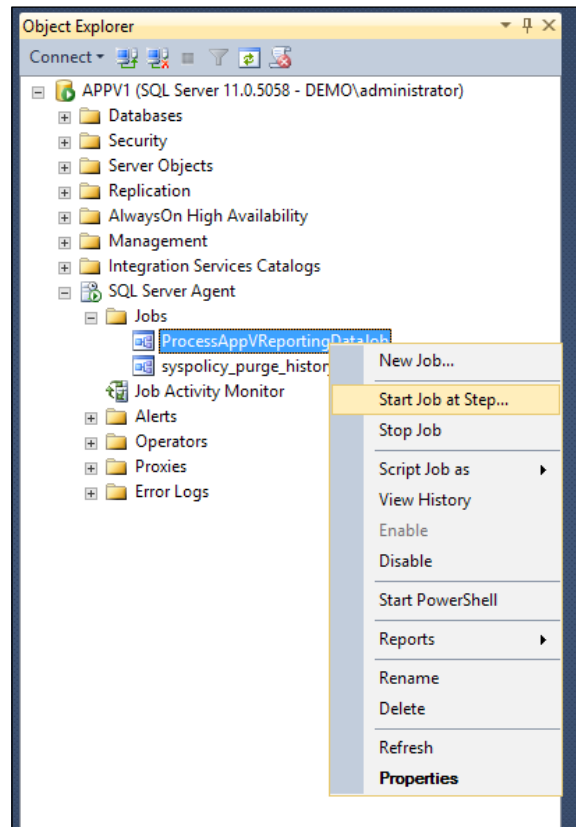 Object Explorer
Connect
APPV1 (SQL Server 11.0.5058 - DEMO\administrator)
Databases
Security
Server Objects
Replication
AlwaysOn High Availability
Management
Integration Services Catalogs
SQL Server Agent
Jobs
ProcessAppVReportingDataJob
syspolicy_purge_history
Job Activity Monitor
Alerts
Operators
Proxies
Error Logs
New Job...
Start Job at Step...
Stop Job
Script Job as
View History
Enable
Disable
Start PowerShell
Reports
Rename
Delete
Refresh
Properties